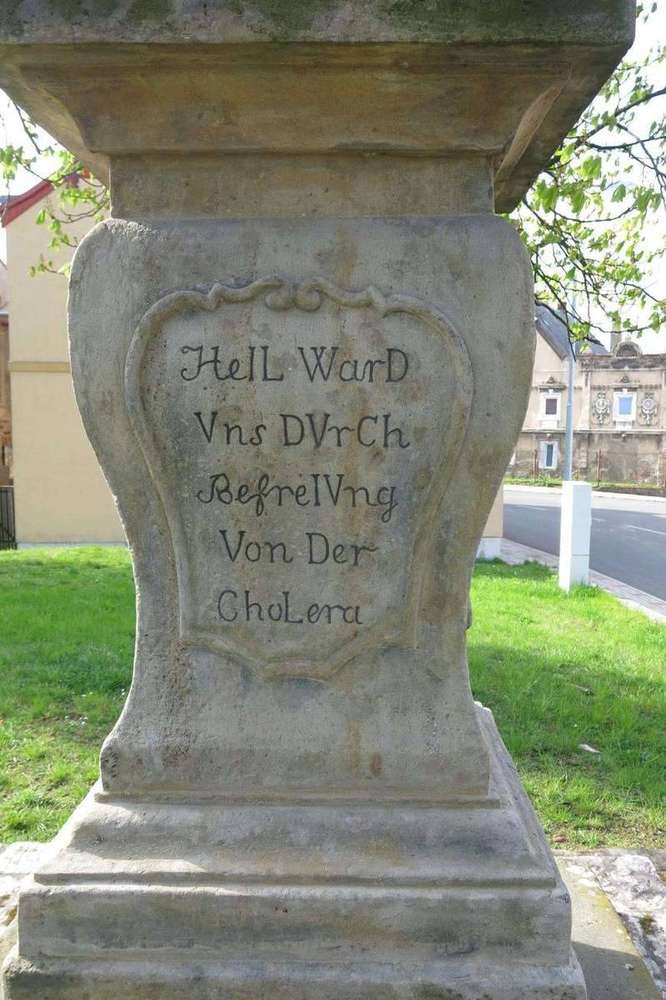 HeIL WarD
Vns DVrCh
BefreIVng
Von Der
ChoLera